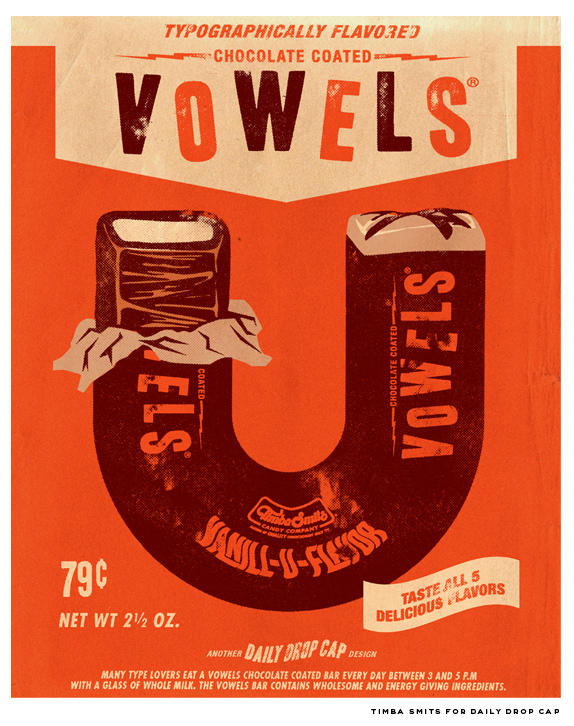 TYPOGRAPHICALLY FLAVORED
CHOCOLATE COATED
VOWELS®
VOWELS®
CHOCOLATE COATED
ELS®
COATED
Timba Smits
CANDY COMPANY
VANILL-U-FLAVOR
79¢
NET WT 2½ OZ.
TASTE ALL 5
DELICIOUS FLAVORS
ANOTHER DAILY DROP CAP DESIGN
MANY TYPE LOVERS EAT A VOWELS CHOCOLATE COATED BAR EVERY DAY BETWEEN 3 AND 5 P.M
WITH A GLASS OF WHOLE MILK. THE VOWELS BAR CONTAINS WHOLESOME AND ENERGY GIVING INGREDIENTS.
TIMBA SMITS FOR DAILY DROP CAP